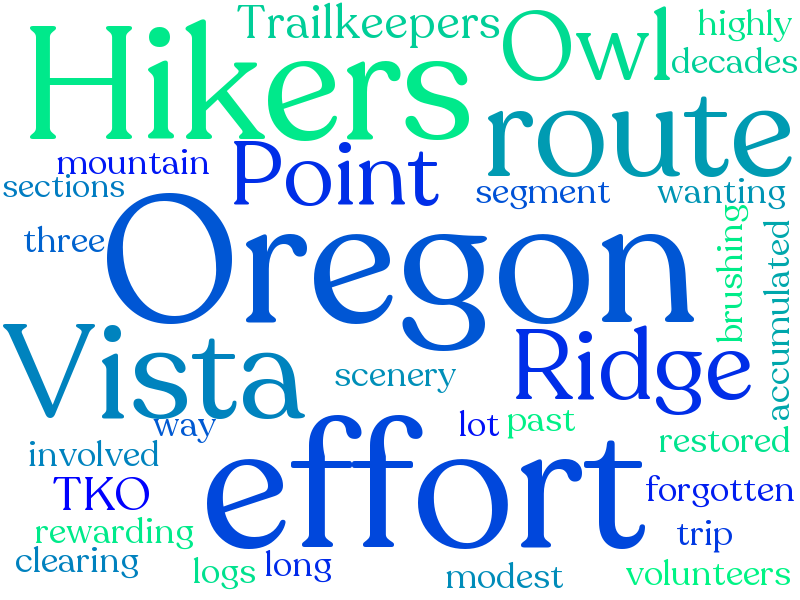 Trailkeepers
highly
Hikers
Owl
decades
route
mountain
Point
sections
segment
wanting
three
Oregon
brushing
accumulated
Vista
Ridge
scenery
way
lot
past
effort
restored
involved
TKO
forgotten
rewarding
trip
clearing
logs
long
modest
volunteers